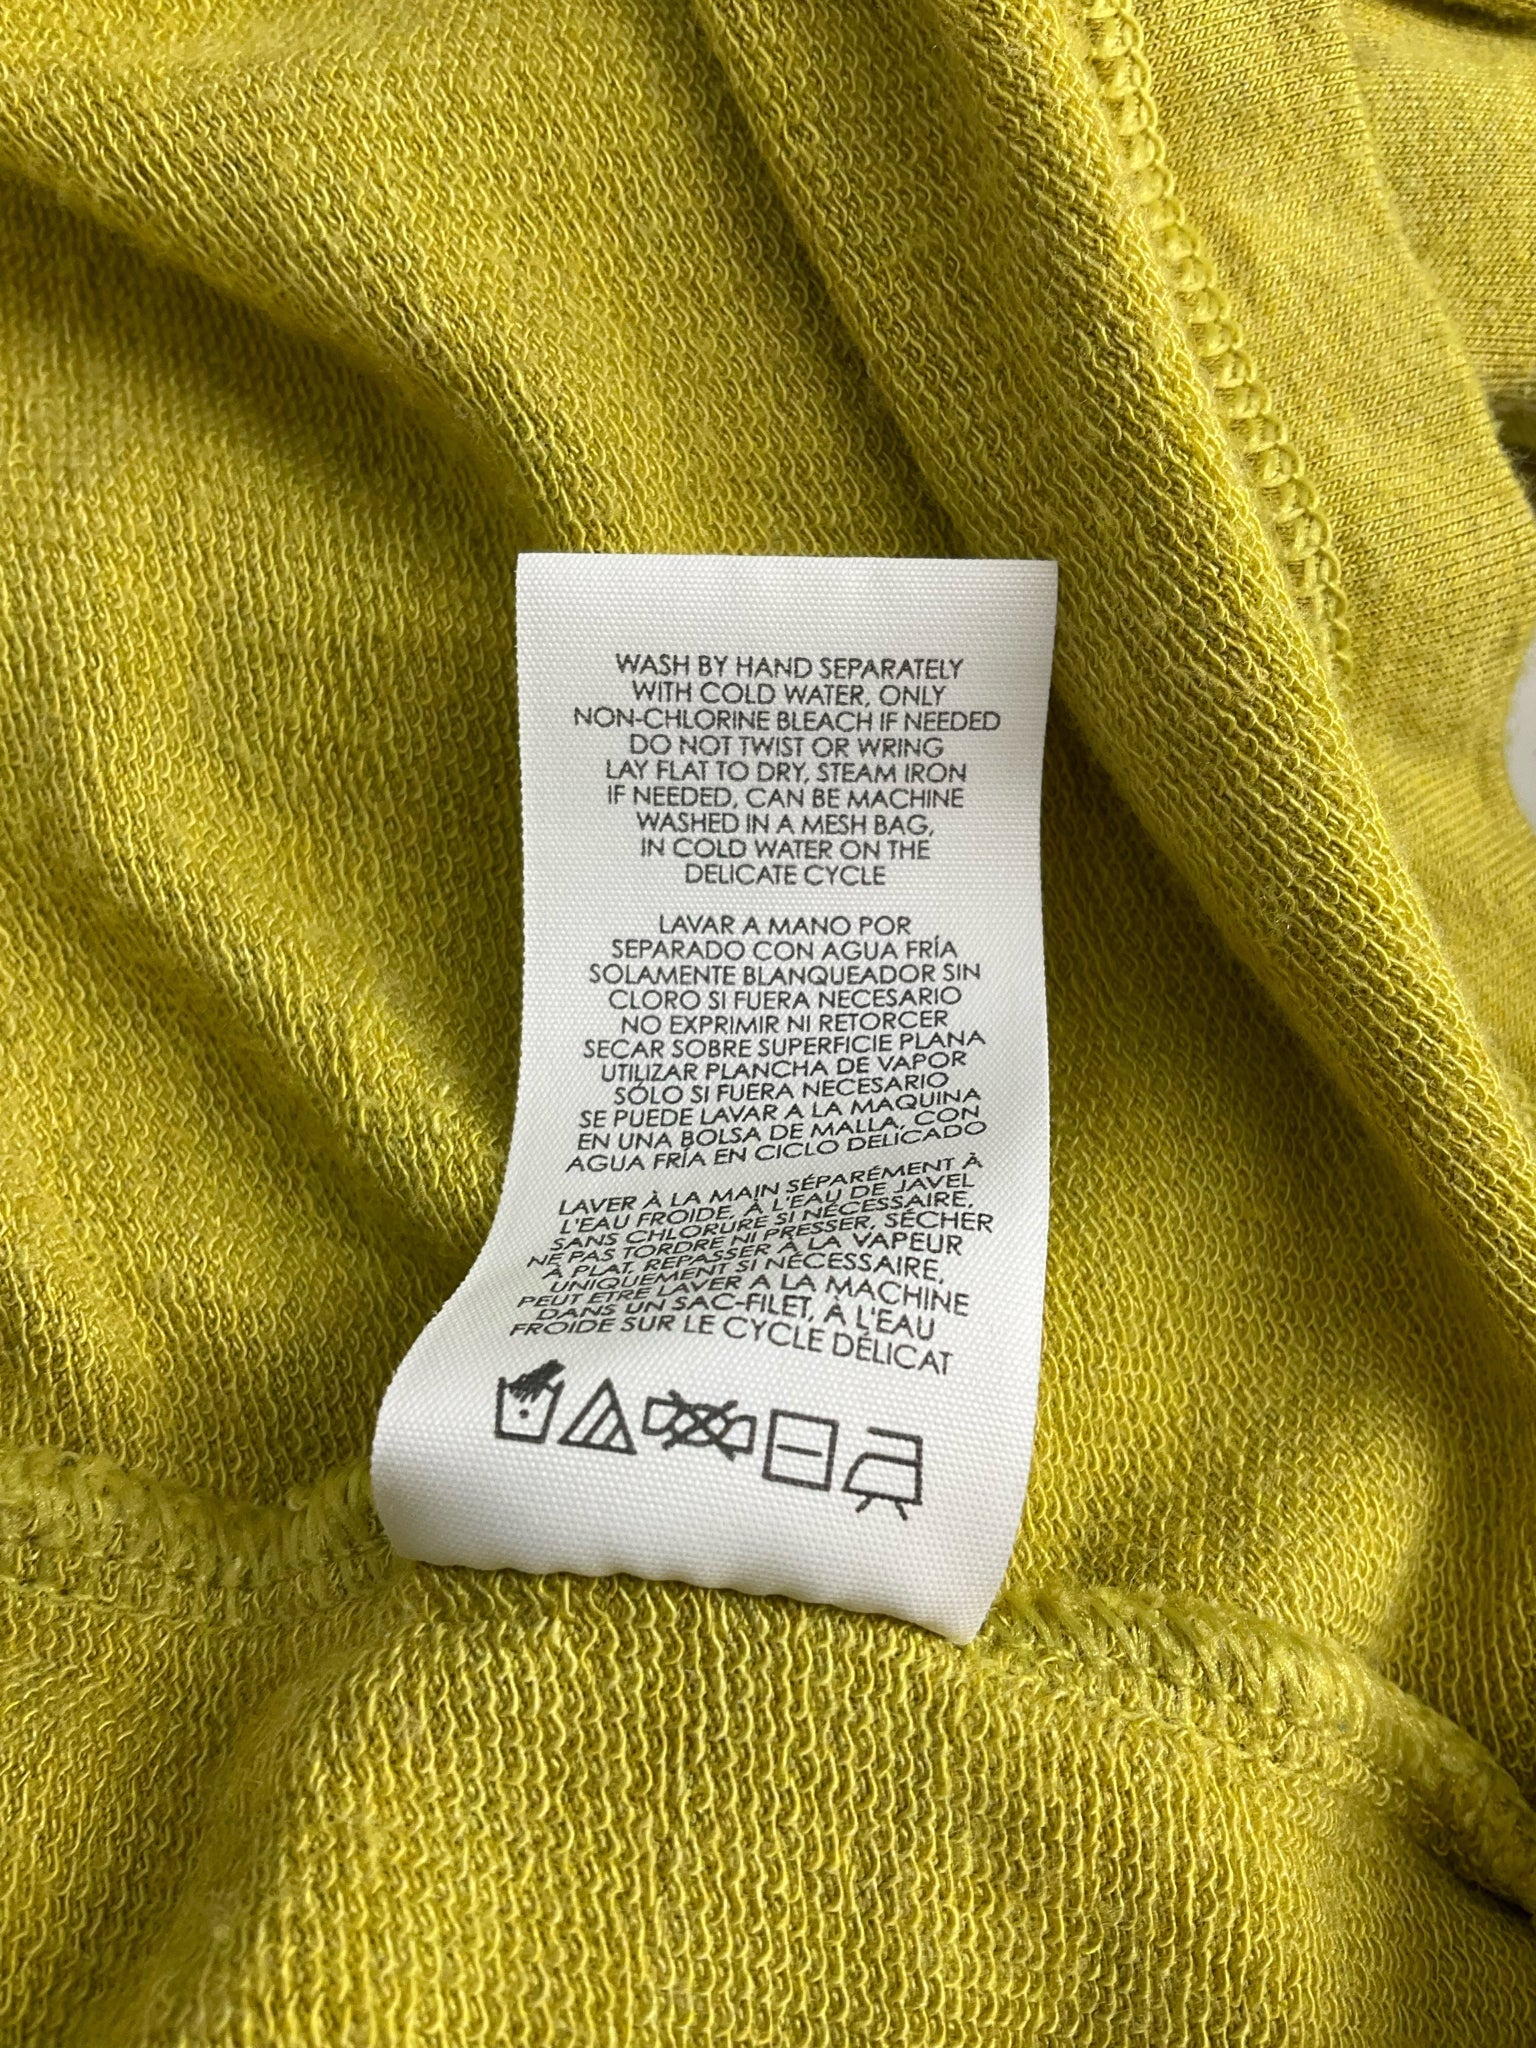 WASH BY HAND SEPARATELY
WITH COLD WATER, ONLY
NON-CHLORINE BLEACH IF NEEDED
DO NOT TWIST OR WRING
LAY FLAT TO DRY, STEAM IRON
IF NEEDED, CAN BE MACHINE
WASHED IN A MESH BAG,
IN COLD WATER ON THE
DELICATE CYCLE
LAVAR A MANO POR
SEPARADO CON AGUA FRÍA
SOLAMENTE BLANQUEADOR SIN
CLORO SI FUERA NECESARIO
NO EXPRIMIR NI RETORCER
SECAR SOBRE SUPERFICIE PLANA
UTILIZAR PLANCHA DE VAPOR
SÓLO SI FUERA NECESARIO
SE PUEDE LAVAR A LA MAQUINA
EN UNA BOLSA DE MALLA, CON
AGUA FRÍA EN CICLO DELICADO
LAVER À LA MAIN SÉPARÉMENT À
L'EAU FROIDE, À L'EAU DE JAVEL
SANS CHLORURE SI NÉCESSAIRE,
NE PAS TORDRE NI PRESSER, SÉCHER
À PLAT, REPASSER À LA VAPEUR
UNIQUEMENT SI NÉCESSAIRE,
PEUT ETRE LAVER A LA MACHINE
DANS UN SAC-FILET, À L'EAU
FROIDE SUR LE CYCLE DÉLICAT